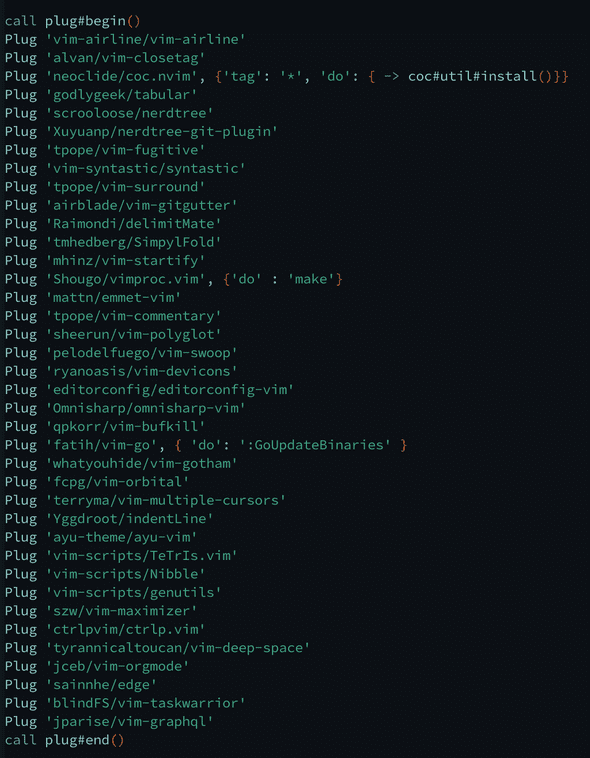 call plug#begin()
Plug 'vim-airline/vim-airline'
Plug 'alvan/vim-closetag'
Plug 'neoclide/coc.nvim', {'tag': '*', 'do': { -> coc#util#install()}}
Plug 'godlygeek/tabular'
Plug 'scrooloose/nerdtree'
Plug 'Xuyuanp/nerdtree-git-plugin'
Plug 'tpope/vim-fugitive'
Plug 'vim-syntastic/syntastic'
Plug 'tpope/vim-surround'
Plug 'airblade/vim-gitgutter'
Plug 'Raimondi/delimitMate'
Plug 'tmhedberg/SimpylFold'
Plug 'mhinz/vim-startify'
Plug 'Shougo/vimproc.vim', {'do' : 'make'}
Plug 'mattn/emmet-vim'
Plug 'tpope/vim-commentary'
Plug 'sheerun/vim-polyglot'
Plug 'pelodelfuego/vim-swoop'
Plug 'ryanoasis/vim-devicons'
Plug 'editorconfig/editorconfig-vim'
Plug 'Omnisharp/omnisharp-vim'
Plug 'qpkorr/vim-bufkill'
Plug 'fatih/vim-go', { 'do': ':GoUpdateBinaries' }
Plug 'whatyouhide/vim-gotham'
Plug 'fcpg/vim-orbital'
Plug 'terryma/vim-multiple-cursors'
Plug 'Yggdroot/indentLine'
Plug 'ayu-theme/ayu-vim'
Plug 'vim-scripts/TeTrIs.vim'
Plug 'vim-scripts/Nibble'
Plug 'vim-scripts/genutils'
Plug 'szw/vim-maximizer'
Plug 'ctrlpvim/ctrlp.vim'
Plug 'tyrannicaltoucan/vim-deep-space'
Plug 'jceb/vim-orgmode'
Plug 'sainnhe/edge'
Plug 'blindFS/vim-taskwarrior'
Plug 'jparise/vim-graphql'
call plug#end()